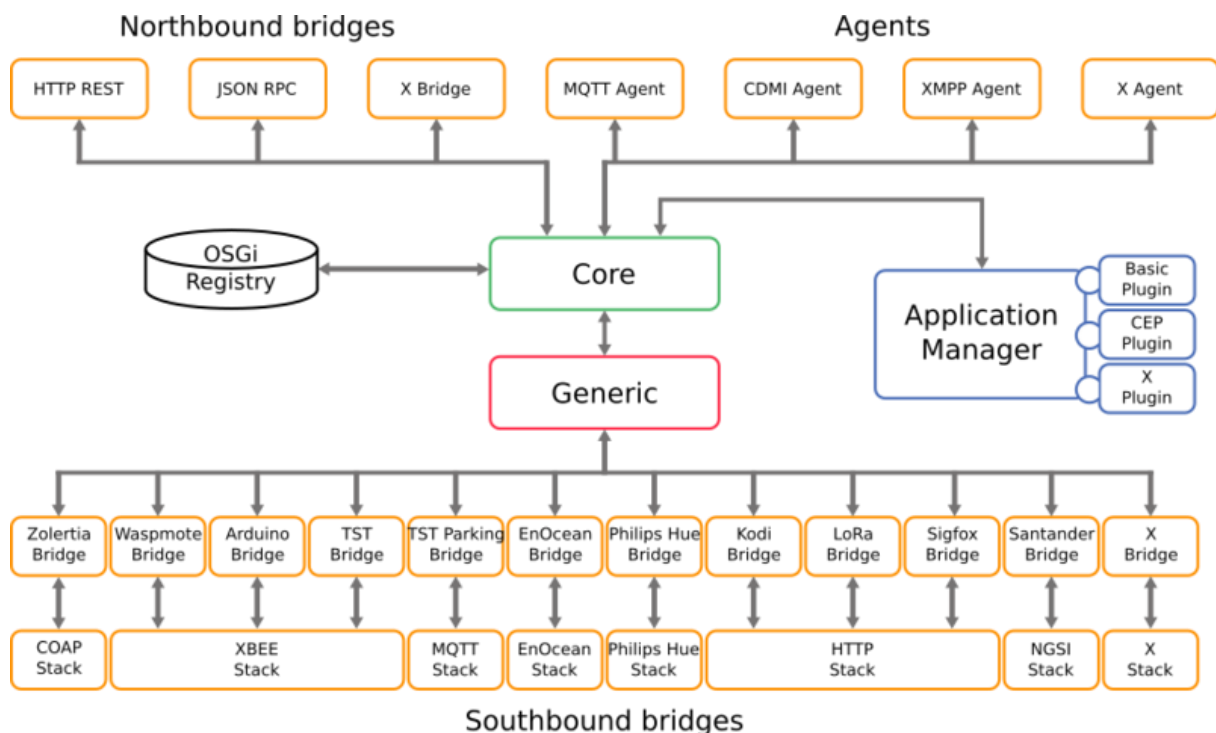 Northbound bridges
Agents
HTTP REST
JSON RPC
X Bridge
MQTT Agent
CDMI Agent
XMPP Agent
X Agent
OSGi
Registry
Core
Application
Manager
Basic
Plugin
CEP
Plugin
X
Plugin
Generic
Zolertia
Bridge
Waspmote
Bridge
Arduino
Bridge
TST
Bridge
TST Parking
Bridge
EnOcean
Bridge
Philips Hue
Bridge
Kodi
Bridge
LoRa
Bridge
Sigfox
Bridge
Santander
Bridge
X
Bridge
COAP
Stack
XBEE
Stack
MQTT
Stack
EnOcean
Stack
Philips Hue
Stack
HTTP
Stack
NGSI
Stack
X
Stack
Southbound bridges